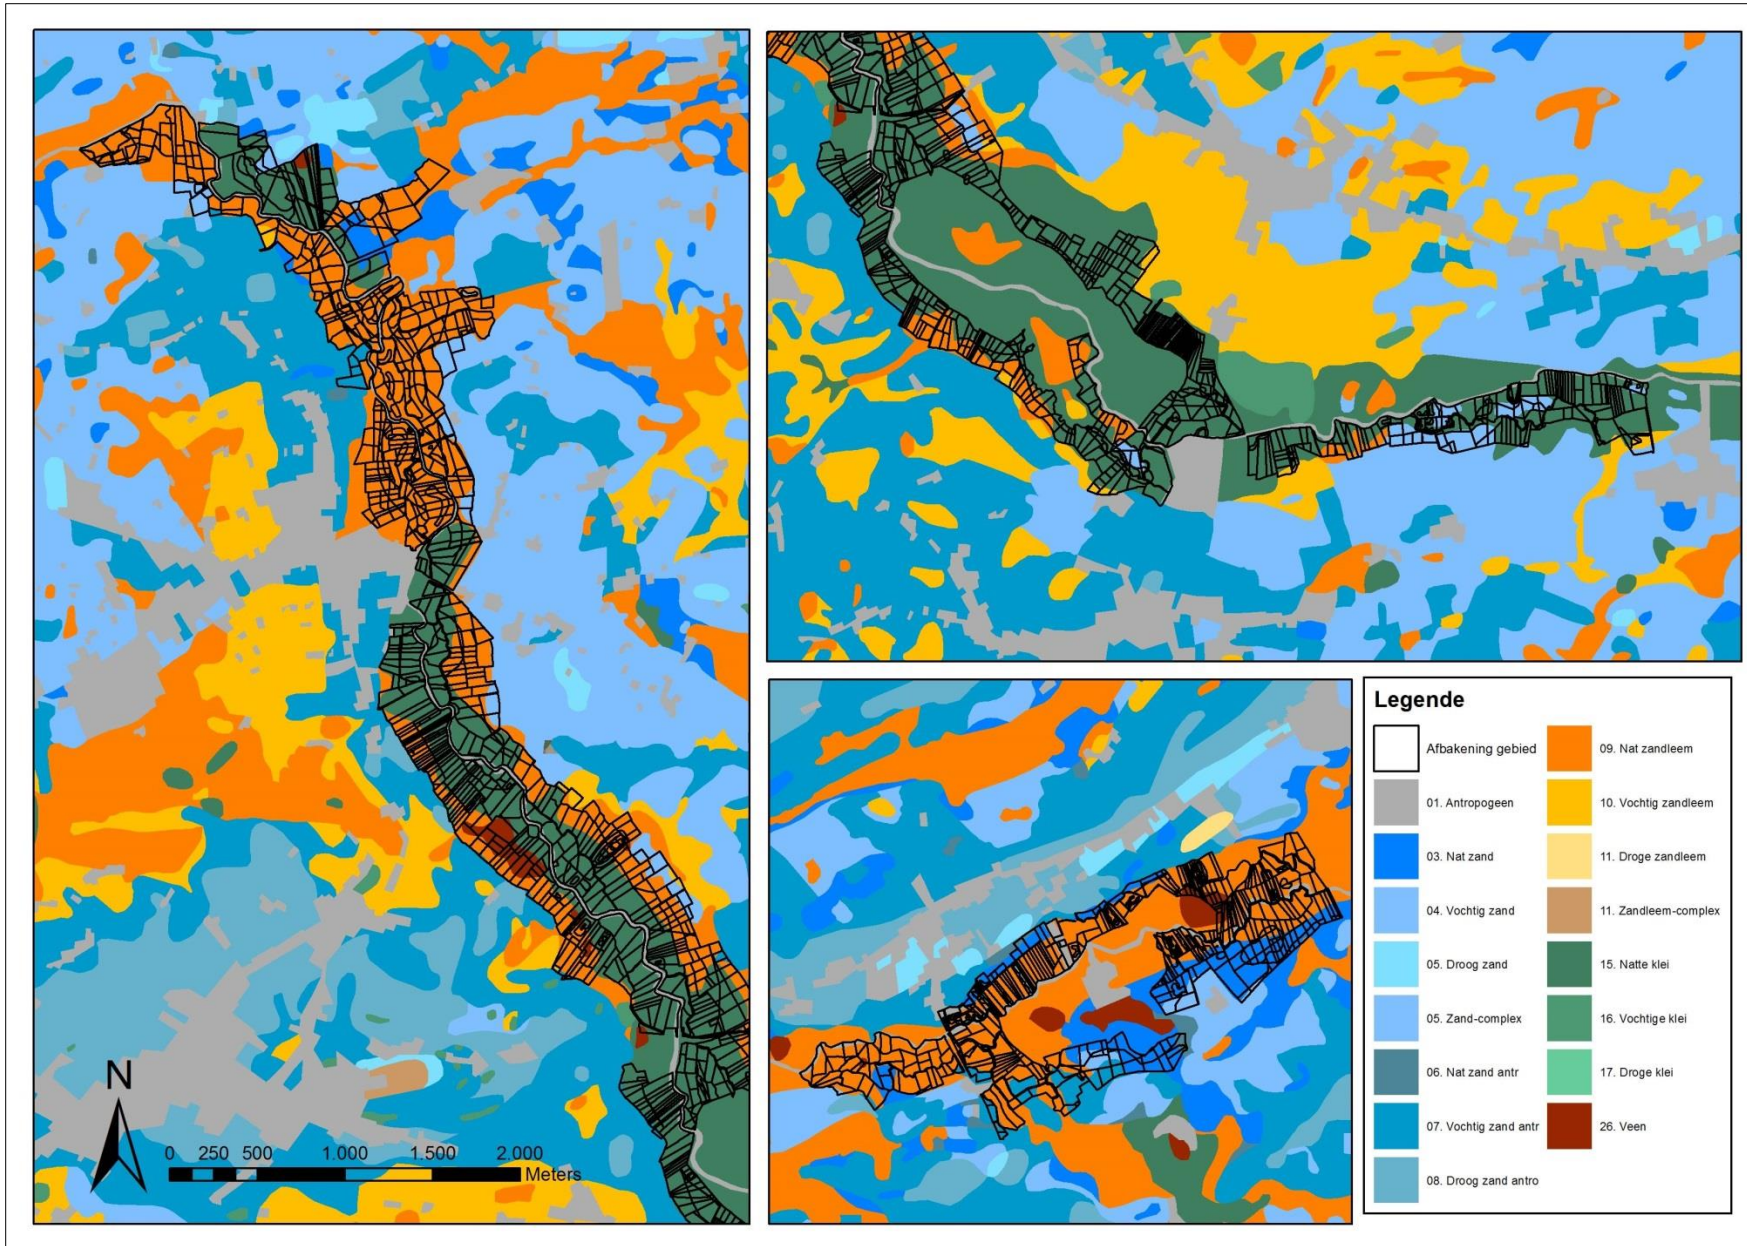 N
0 250 500 1.000 1.500 2.000
Meters
Legende
Afbakening gebied
01. Antropogeen
03. Nat zand
04. Vochtig zand
05. Droog zand
05. Zand-complex
06. Nat zand antr
07. Vochtig zand antr
08. Droog zand antro
09. Nat zandleem
10. Vochtig zandleem
11. Droge zandleem
11. Zandleem-complex
15. Natte klei
16. Vochtige klei
17. Droge klei
26. Veen